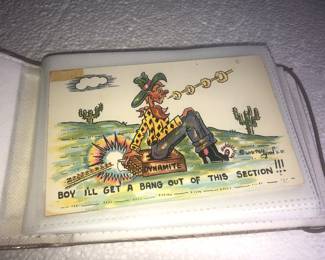 DYNAMITE
BOY I'LL GET A BANG OUT OF THIS SECTION!!!